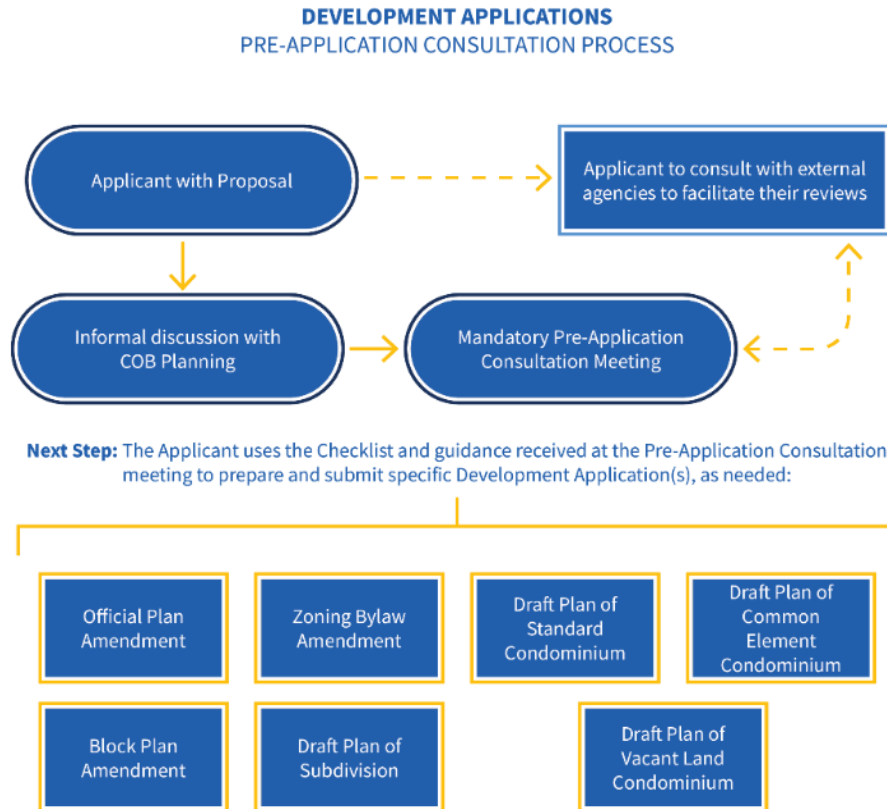 DEVELOPMENT APPLICATIONS
PRE-APPLICATION CONSULTATION PROCESS
Applicant with Proposal
Applicant to consult with external
agencies to facilitate their reviews
Informal discussion with
COB Planning
Mandatory Pre-Application
Consultation Meeting
Next Step: The Applicant uses the Checklist and guidance received at the Pre-Application Consultation
meeting to prepare and submit specific Development Application(s), as needed:
Official Plan
Amendment
Zoning Bylaw
Amendment
Draft Plan of
Standard
Condominium
Draft Plan of
Common
Element
Condominium
Block Plan
Amendment
Draft Plan of
Subdivision
Draft Plan of
Vacant Land
Condominium